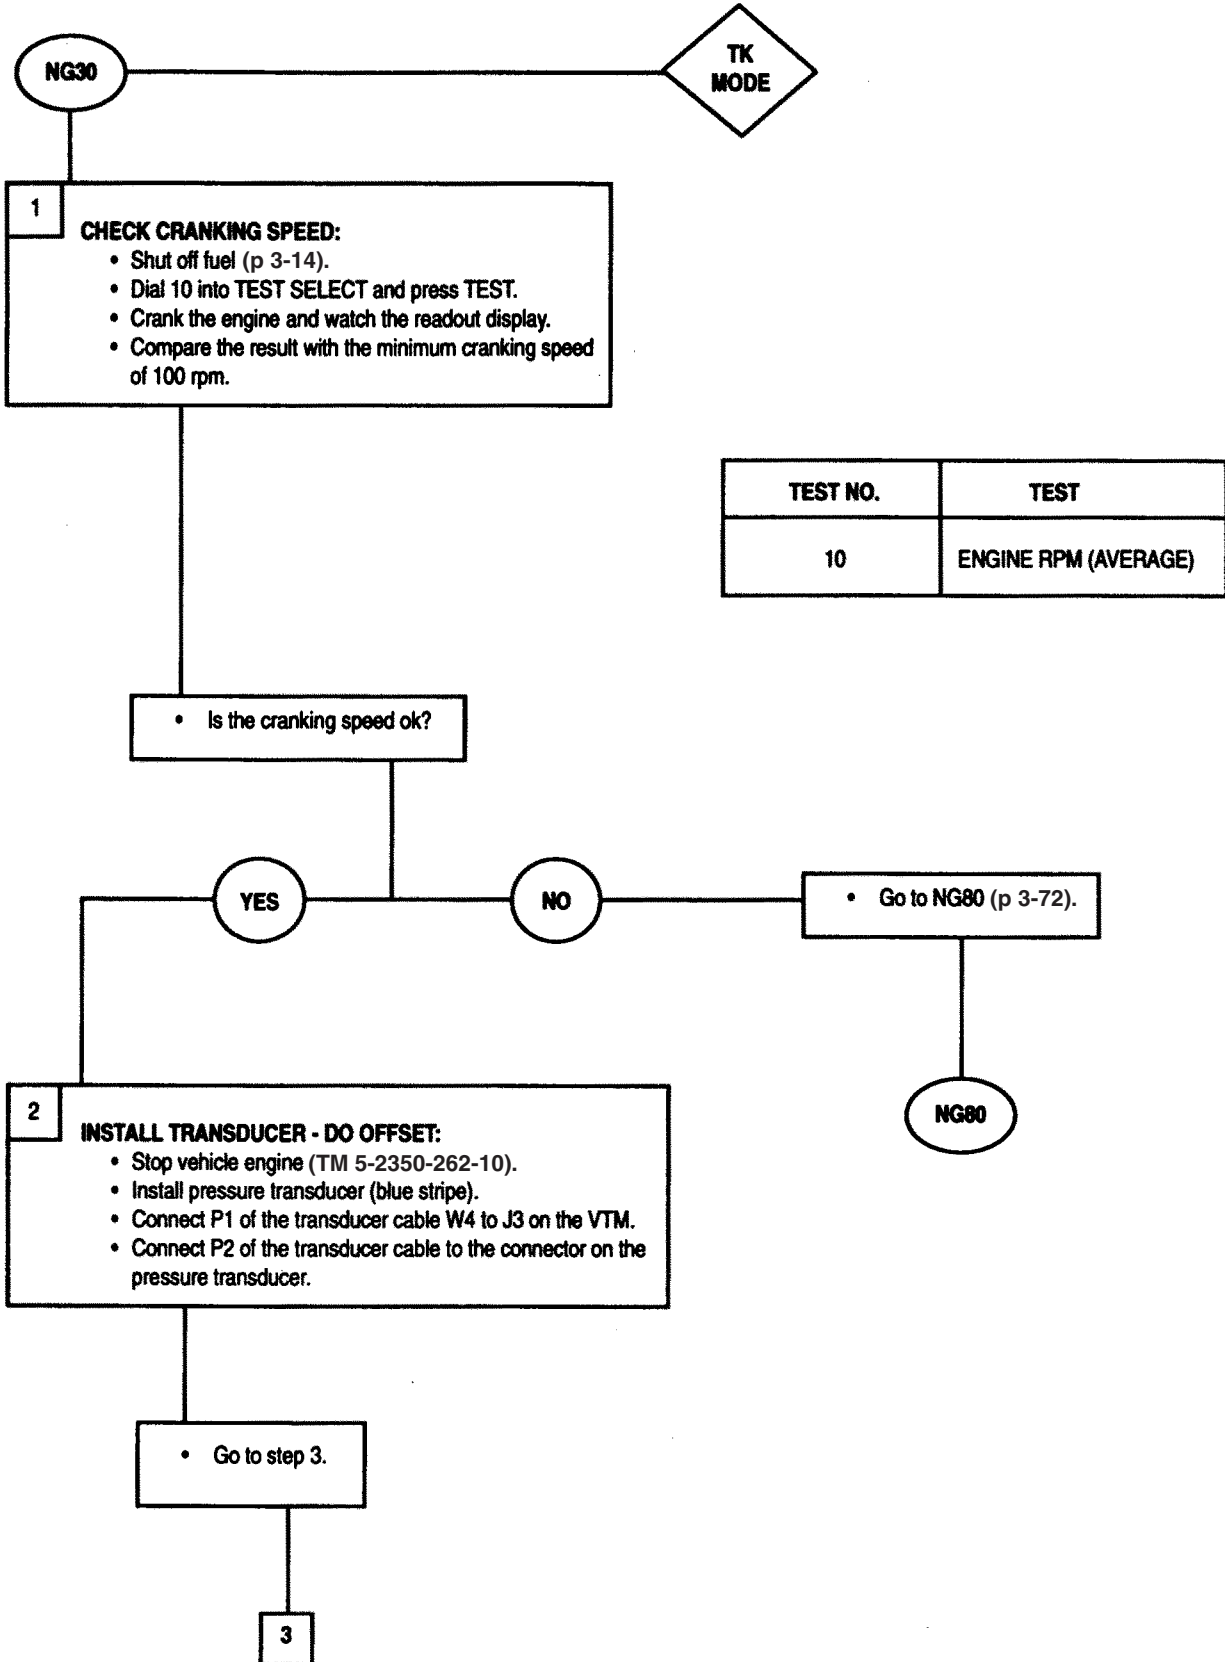 NG30
TK
MODE
1
CHECK CRANKING SPEED:
• Shut off fuel (p 3-14).
• Dial 10 into TEST SELECT and press TEST.
• Crank the engine and watch the readout display.
• Compare the result with the minimum cranking speed
of 100 rpm.
TEST NO. TEST
10 ENGINE RPM (AVERAGE)
• Is the cranking speed ok?
YES
NO
• Go to NG80 (p 3-72).
NG80
2
INSTALL TRANSDUCER - DO OFFSET:
• Stop vehicle engine (TM 5-2350-262-10).
• Install pressure transducer (blue stripe).
• Connect P1 of the transducer cable W4 to J3 on the VTM.
• Connect P2 of the transducer cable to the connector on the
pressure transducer.
• Go to step 3.
3